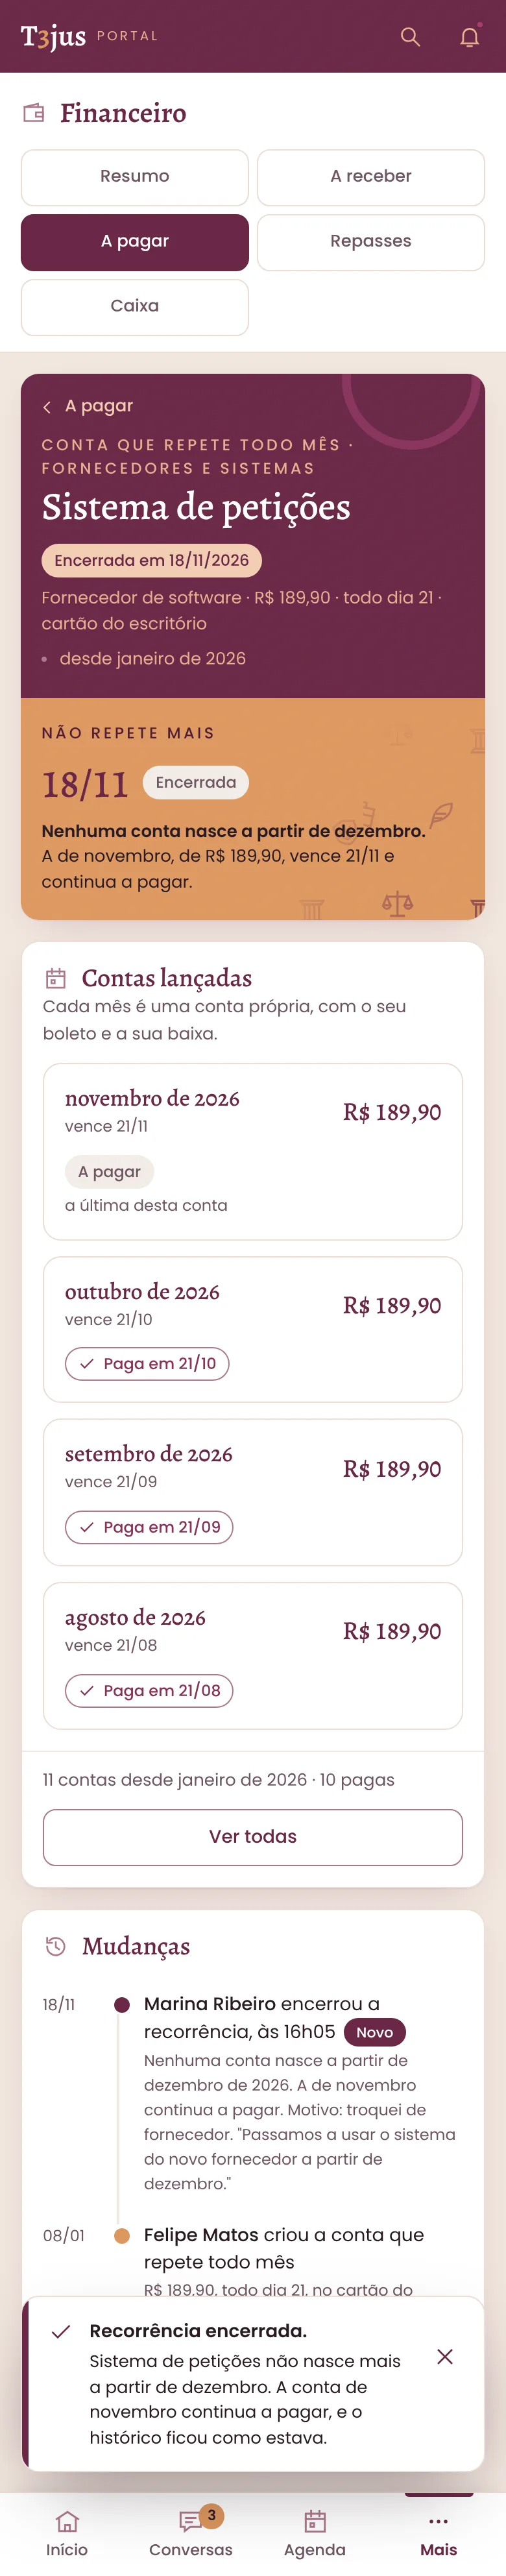 T3jus PORTAL
Financeiro
Resumo
A receber
A pagar
Repasses
Caixa
A pagar
CONTA QUE REPETE TODO MÊS ·
FORNECEDORES E SISTEMAS
Sistema de petições
Encerrada em 18/11/2026
Fornecedor de software · R$ 189,90 · todo dia 21 ·
cartão do escritório
• desde janeiro de 2026
NÃO REPETE MAIS
18/11 Encerrada
Nenhuma conta nasce a partir de dezembro.
A de novembro, de R$ 189,90, vence 21/11 e
continua a pagar.
Contas lançadas
Cada mês é uma conta própria, com o seu
boleto e a sua baixa.
novembro de 2026
R$ 189,90
vence 21/11
A pagar
a última desta conta
outubro de 2026
R$ 189,90
vence 21/10
Paga em 21/10
setembro de 2026
R$ 189,90
vence 21/09
Paga em 21/09
agosto de 2026
R$ 189,90
vence 21/08
Paga em 21/08
11 contas desde janeiro de 2026 · 10 pagas
Ver todas
Mudanças
18/11
Marina Ribeiro encerrou a
recorrência, às 16h05 Novo
Nenhuma conta nasce a partir de
dezembro de 2026. A de novembro
continua a pagar. Motivo: troquei de
fornecedor. "Passamos a usar o sistema
do novo fornecedor a partir de
dezembro."
08/01
Felipe Matos criou a conta que
repete todo mês
R$ 189,90, todo dia 21, no cartão do
Recorrência encerrada.
Sistema de petições não nasce mais
a partir de dezembro. A conta de
novembro continua a pagar, e o
histórico ficou como estava.
3
Início
Conversas
Agenda
Mais